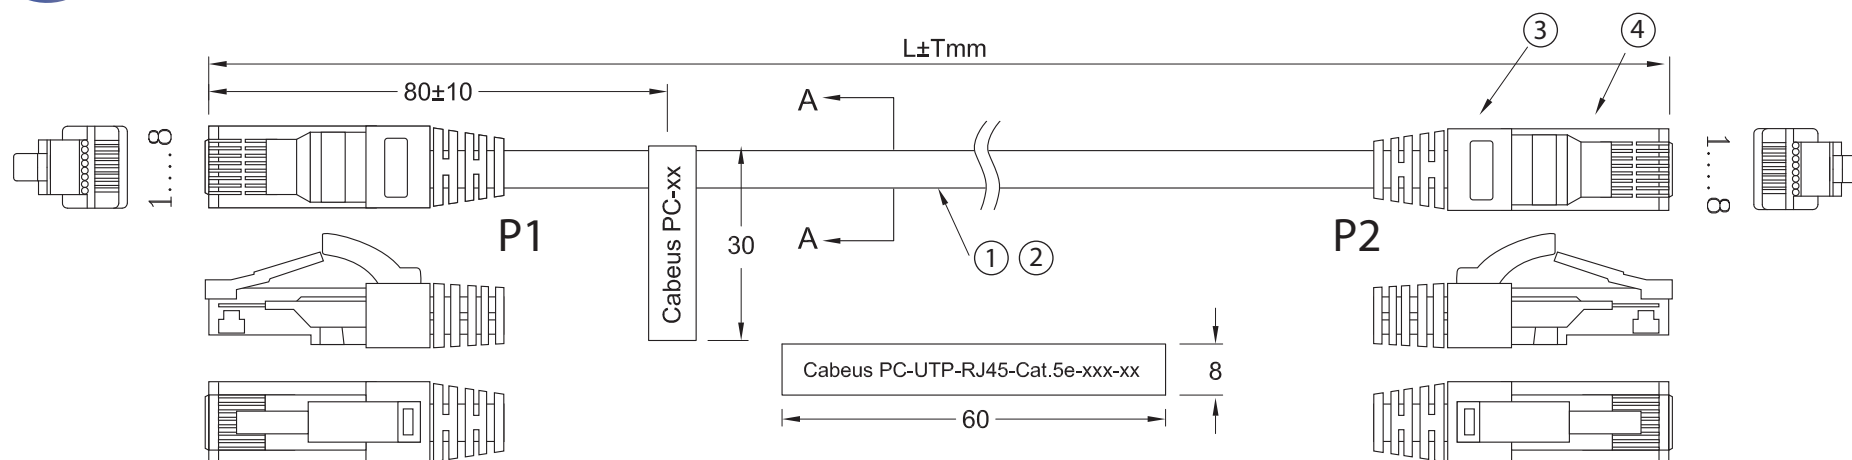 L±Tmm
3
4
80±10
A
1....8
1....8
P1
Cabeus PC-xx
30
A
1
2
P2
Cabeus PC-UTP-RJ45-Cat.5e-xxx-xx
8
60